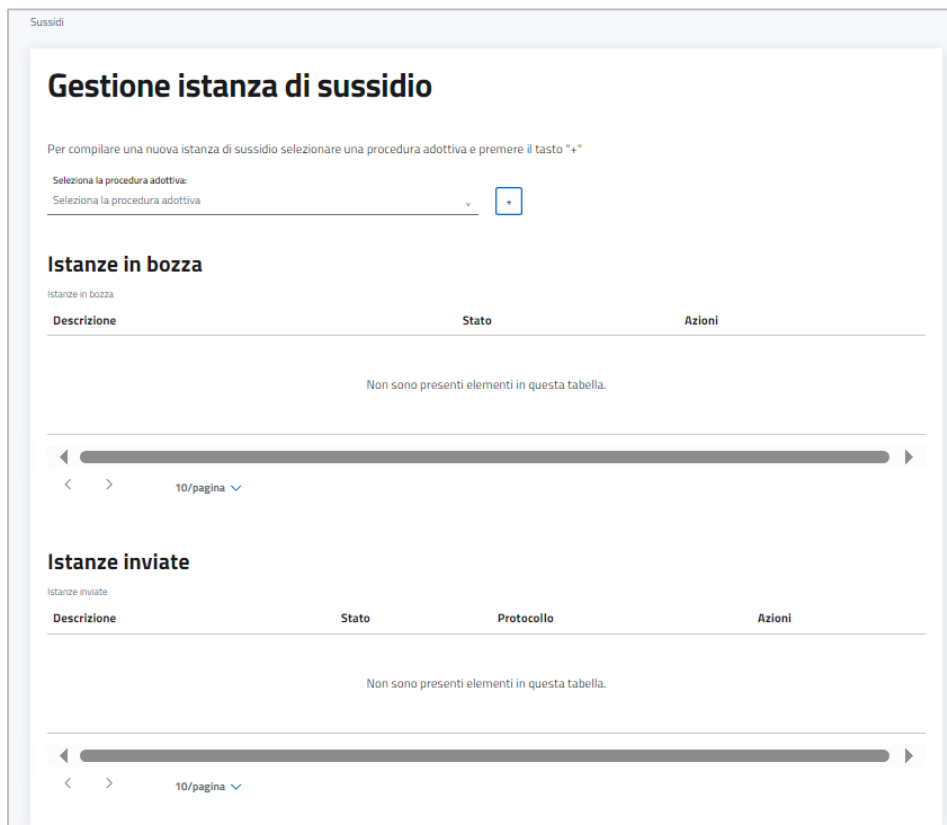 Sussidi
Gestione istanza di sussidio
Per compilare una nuova istanza di sussidio selezionare una procedura adottiva e premere il tasto "+"
Seleziona la procedura adottiva:
Seleziona la procedura adottiva
+
Istanze in bozza
Istanze in bozza
Descrizione Stato Azioni
Non sono presenti elementi in questa tabella.
10/pagina
Istanze inviate
Istanze inviate
Descrizione Stato Protocollo Azioni
Non sono presenti elementi in questa tabella.
10/pagina